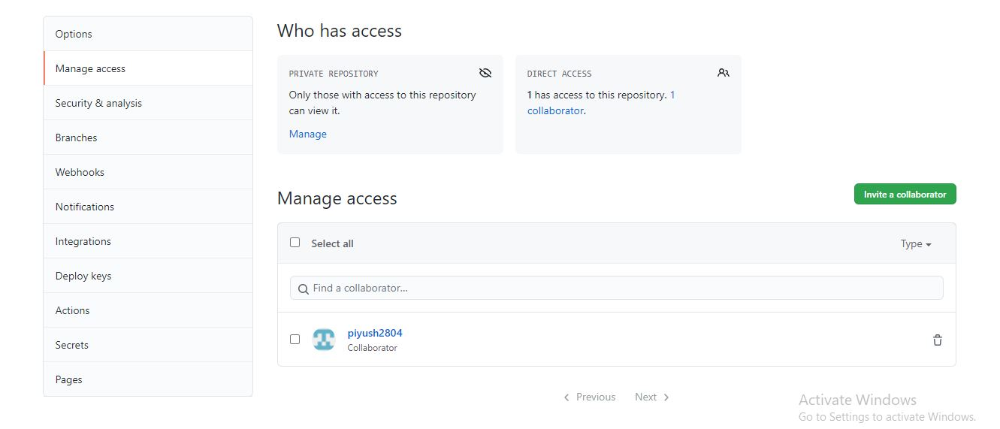 Options
Manage access
Security & analysis
Branches
Webhooks
Notifications
Integrations
Deploy keys
Actions
Secrets
Pages
Who has access
PRIVATE REPOSITORY
Only those with access to this repository
can view it.
Manage
DIRECT ACCESS
1 has access to this repository. 1
collaborator.
Manage access
Invite a collaborator
Select all
Type
Find a collaborator...
piyush2804
Collaborator
Previous
Next
Activate Windows
Go to Settings to activate Windows.